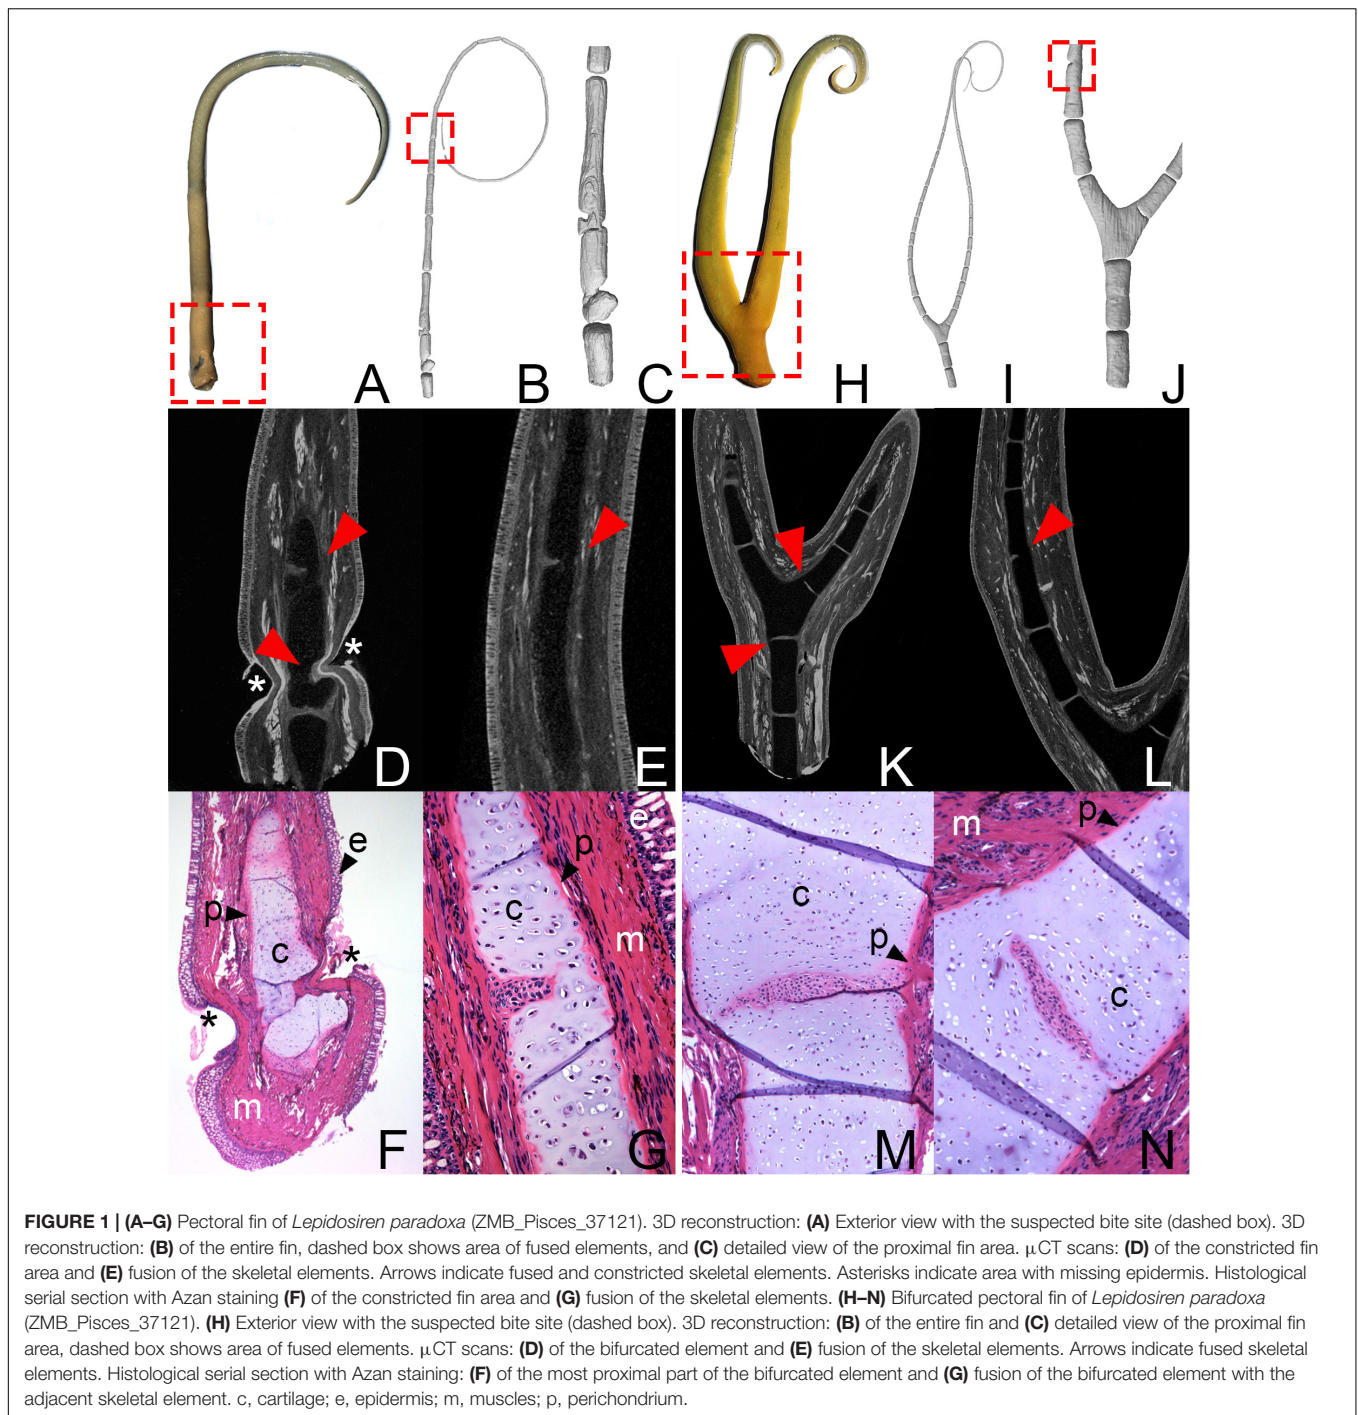 A
B
C
H
I
J
*
*
D
E
K
L
e
p
c
*
*
m
F
e
p
c
m
G
c
p
M
m
p
c
N
FIGURE 1 | (A–G) Pectoral fin of Lepidosiren paradoxa (ZMB_Pisces_37121). 3D reconstruction: (A) Exterior view with the suspected bite site (dashed box). 3D
reconstruction: (B) of the entire fin, dashed box shows area of fused elements, and (C) detailed view of the proximal fin area. μCT scans: (D) of the constricted fin
area and (E) fusion of the skeletal elements. Arrows indicate fused and constricted skeletal elements. Asterisks indicate area with missing epidermis. Histological
serial section with Azan staining (F) of the constricted fin area and (G) fusion of the skeletal elements. (H–N) Bifurcated pectoral fin of Lepidosiren paradoxa
(ZMB_Pisces_37121). (H) Exterior view with the suspected bite site (dashed box). 3D reconstruction: (B) of the entire fin and (C) detailed view of the proximal fin
area, dashed box shows area of fused elements. μCT scans: (D) of the bifurcated element and (E) fusion of the skeletal elements. Arrows indicate fused skeletal
elements. Histological serial section with Azan staining: (F) of the most proximal part of the bifurcated element and (G) fusion of the bifurcated element with the
adjacent skeletal element. c, cartilage; e, epidermis; m, muscles; p, perichondrium.